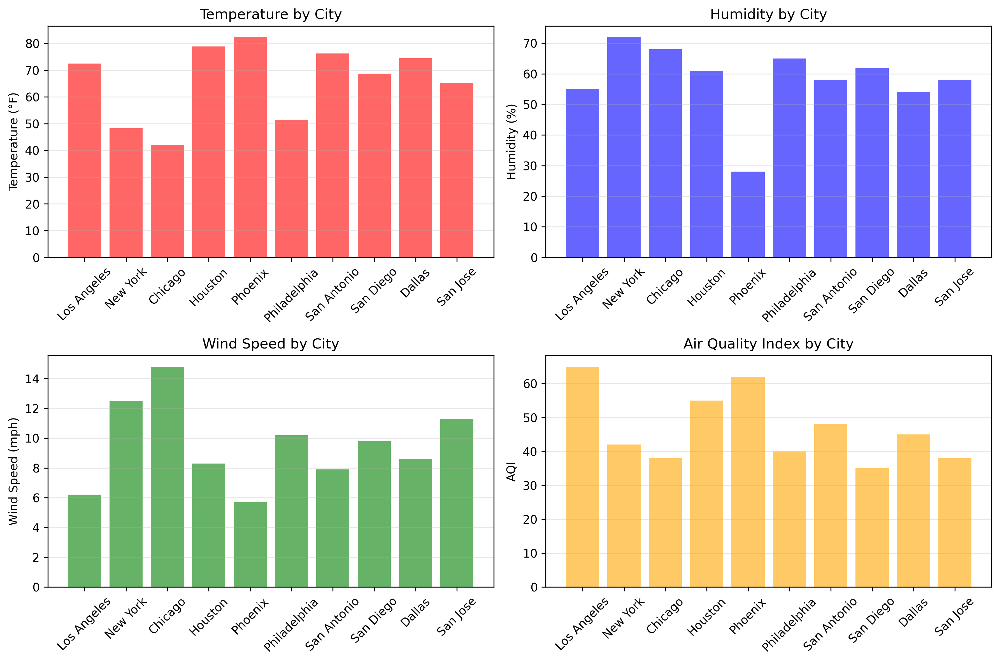 Temperature by City
Temperature (°F)
80
70
60
50
40
30
20
10
0
Los Angeles
New York
Chicago
Houston
Phoenix
Philadelphia
San Antonio
San Diego
Dallas
San Jose
Humidity by City
Humidity (%)
70
60
50
40
30
20
10
0
Los Angeles
New York
Chicago
Houston
Phoenix
Philadelphia
San Antonio
San Diego
Dallas
San Jose
Wind Speed by City
Wind Speed (mph)
14
12
10
8
6
4
2
0
Los Angeles
New York
Chicago
Houston
Phoenix
Philadelphia
San Antonio
San Diego
Dallas
San Jose
Air Quality Index by City
AQI
60
50
40
30
20
10
0
Los Angeles
New York
Chicago
Houston
Phoenix
Philadelphia
San Antonio
San Diego
Dallas
San Jose